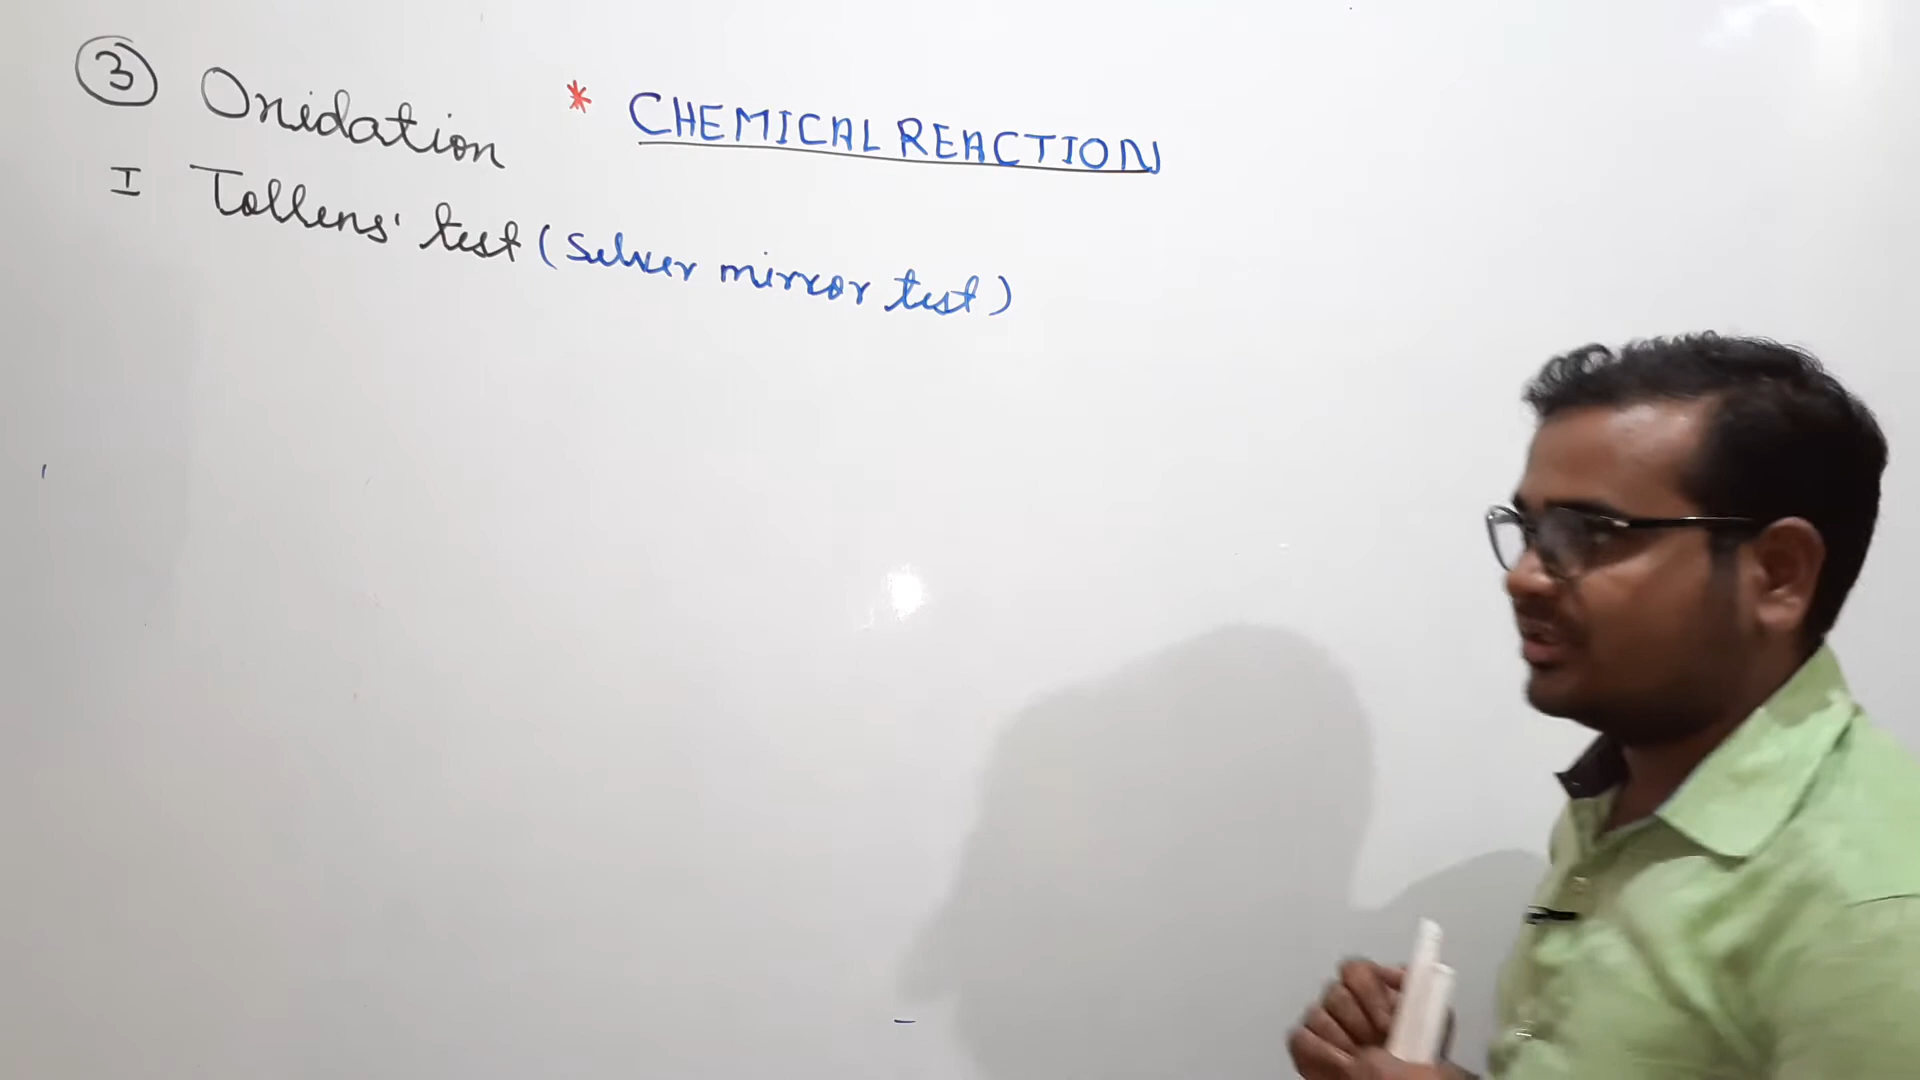 * CHEMICAL REACTION
③ Oxidation
I Tollens' test (Silver mirror test)